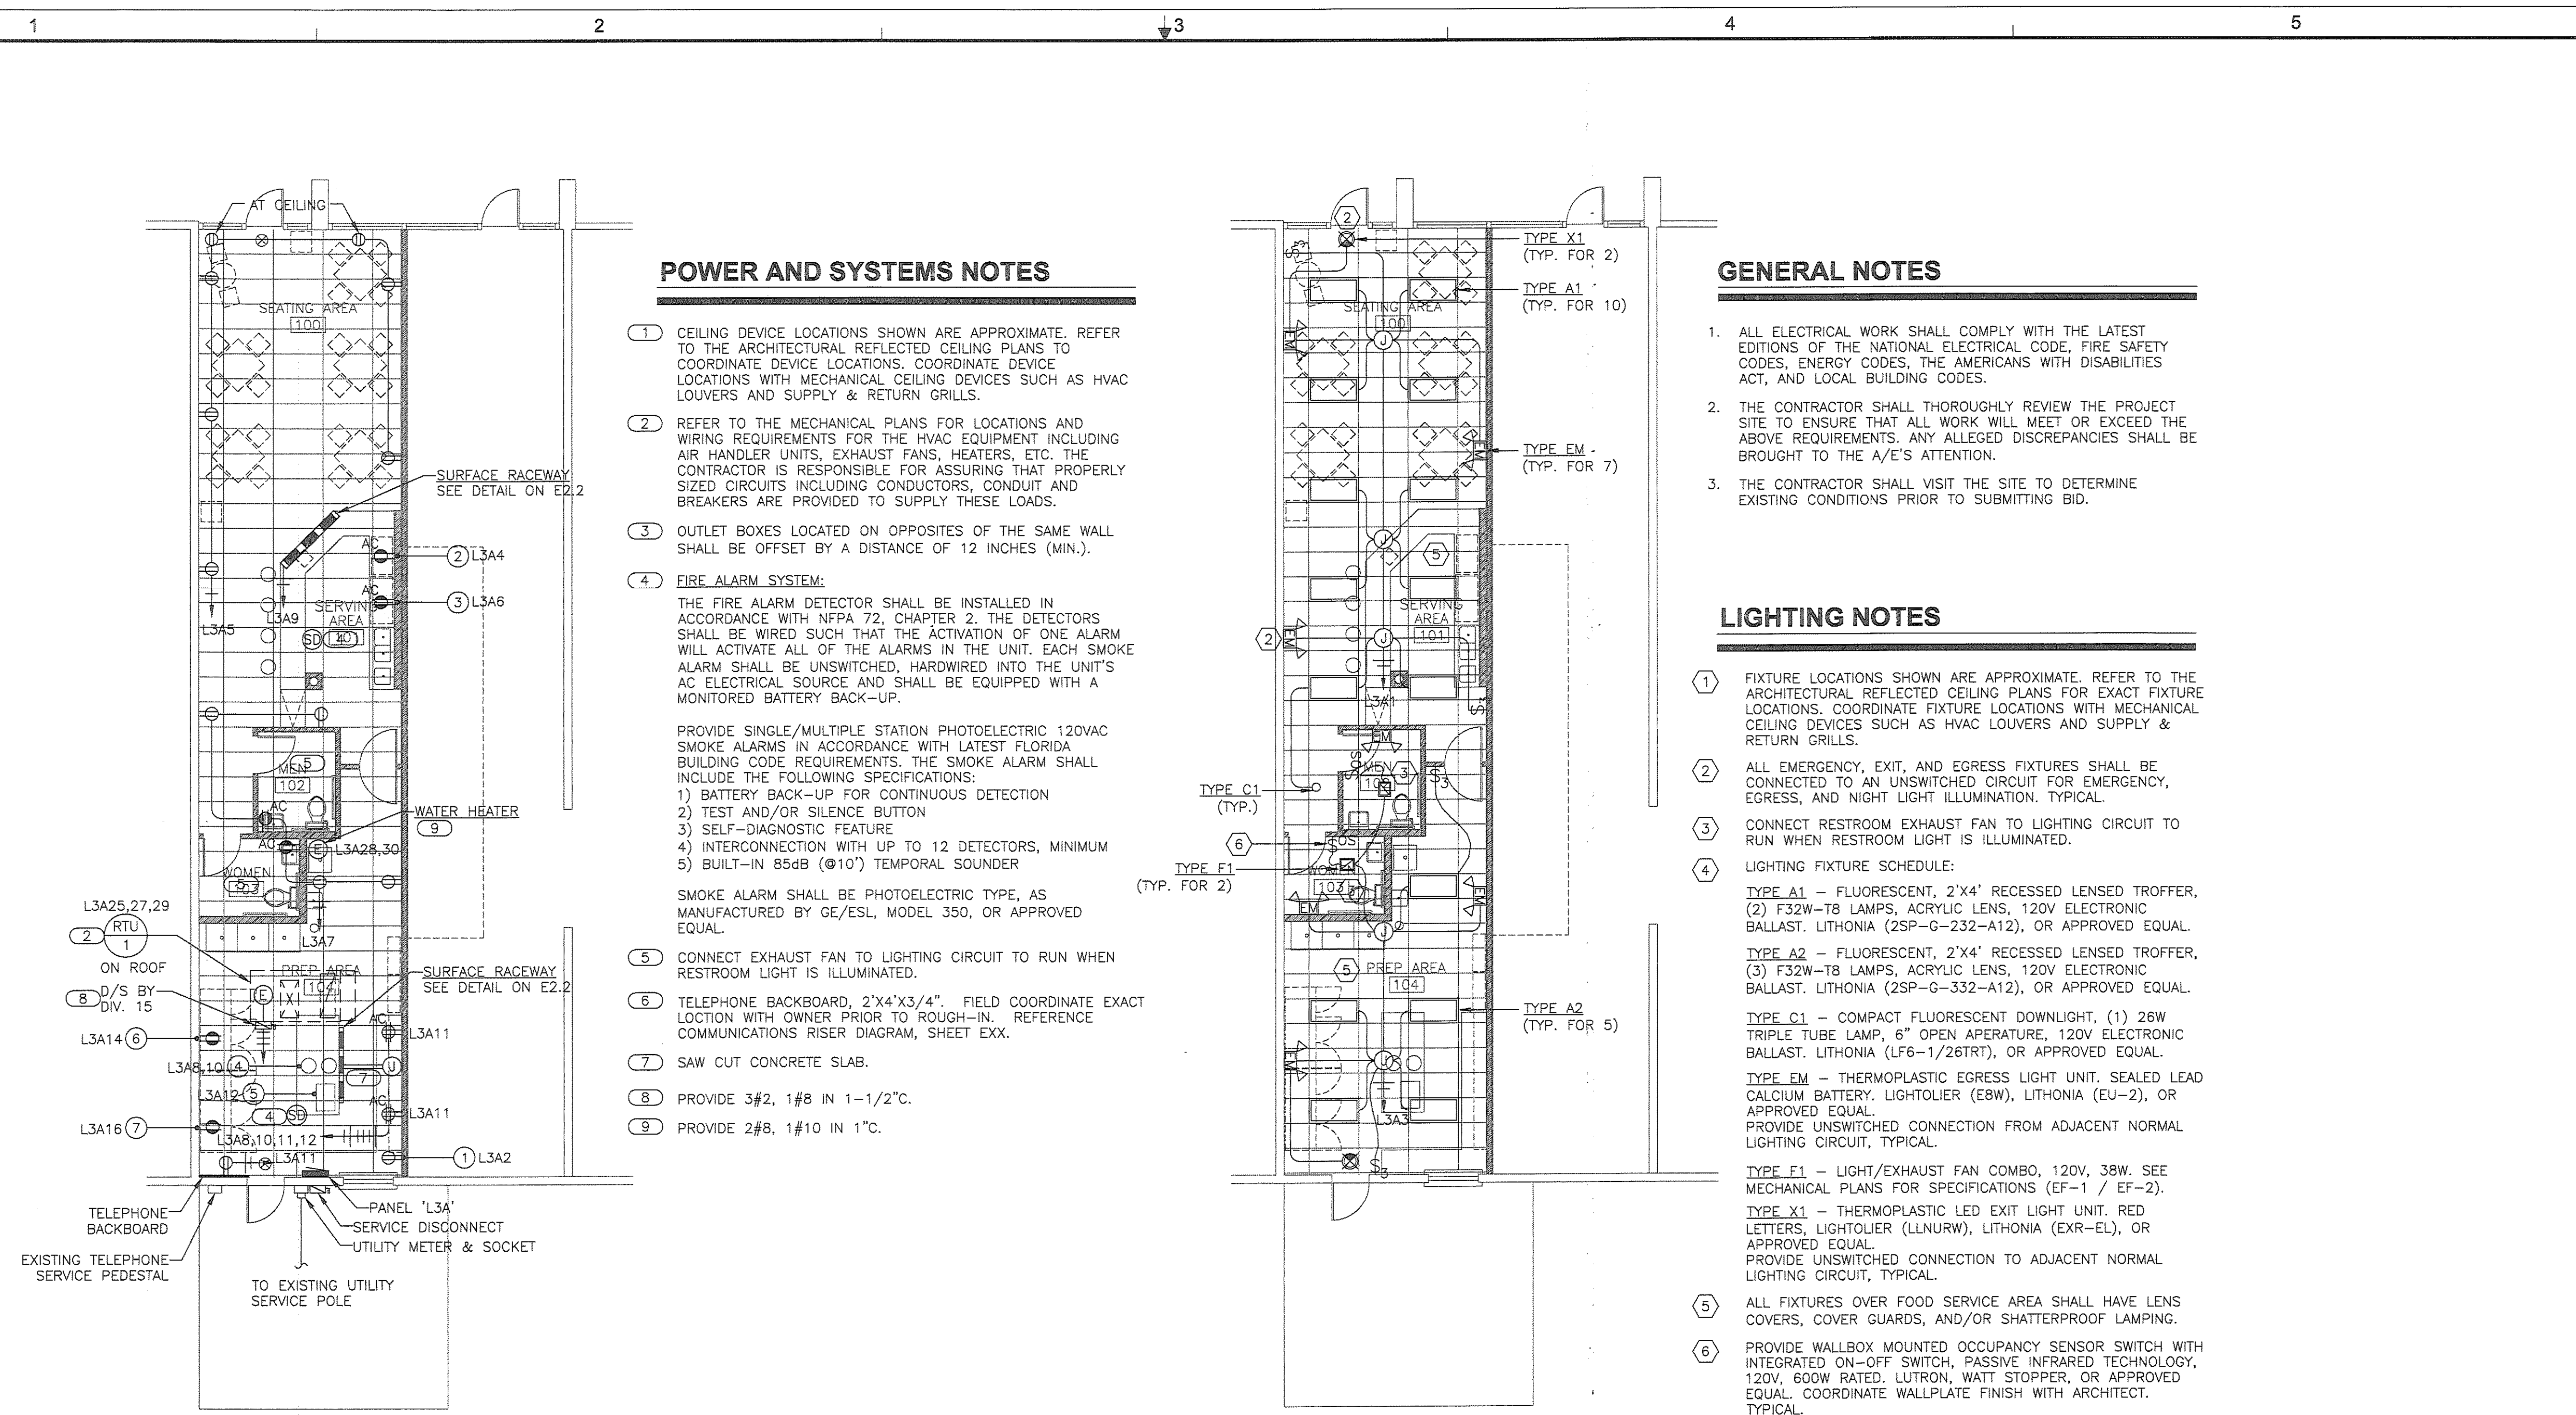 1
2
3
4
5
AT CEILING
SEATING AREA
100
SURFACE RACEWAY
SEE DETAIL ON E2.2
AC
2 L3A4
AC
3 L3A6
SERVING
AREA
101
L3A5
L3A9
SD 4
5
MEN
102
AC
WATER HEATER
9
AC
E L3A28,30
WOMEN
103
5
L3A25,27,29
2 RTU
1
L3A7
ON ROOF
PREP AREA
104
SURFACE RACEWAY
SEE DETAIL ON E2.2
8 D/S BY
DIV. 15
E
AC
L3A11
L3A14 6
L3A8,10 4
J
7
L3A12 5
AC
L3A11
4 SD
L3A16 7
L3A8,10,11,12
L3A11
1 L3A2
TELEPHONE
BACKBOARD
PANEL 'L3A'
SERVICE DISCONNECT
UTILITY METER & SOCKET
EXISTING TELEPHONE
SERVICE PEDESTAL
TO EXISTING UTILITY
SERVICE POLE
POWER AND SYSTEMS NOTES
1 CEILING DEVICE LOCATIONS SHOWN ARE APPROXIMATE. REFER
TO THE ARCHITECTURAL REFLECTED CEILING PLANS TO
COORDINATE DEVICE LOCATIONS. COORDINATE DEVICE
LOCATIONS WITH MECHANICAL CEILING DEVICES SUCH AS HVAC
LOUVERS AND SUPPLY & RETURN GRILLS.
2 REFER TO THE MECHANICAL PLANS FOR LOCATIONS AND
WIRING REQUIREMENTS FOR THE HVAC EQUIPMENT INCLUDING
AIR HANDLER UNITS, EXHAUST FANS, HEATERS, ETC. THE
CONTRACTOR IS RESPONSIBLE FOR ASSURING THAT PROPERLY
SIZED CIRCUITS INCLUDING CONDUCTORS, CONDUIT AND
BREAKERS ARE PROVIDED TO SUPPLY THESE LOADS.
3 OUTLET BOXES LOCATED ON OPPOSITES OF THE SAME WALL
SHALL BE OFFSET BY A DISTANCE OF 12 INCHES (MIN.).
4 FIRE ALARM SYSTEM:
THE FIRE ALARM DETECTOR SHALL BE INSTALLED IN
ACCORDANCE WITH NFPA 72, CHAPTER 2. THE DETECTORS
SHALL BE WIRED SUCH THAT THE ACTIVATION OF ONE ALARM
WILL ACTIVATE ALL OF THE ALARMS IN THE UNIT. EACH SMOKE
ALARM SHALL BE UNSWITCHED, HARDWIRED INTO THE UNIT'S
AC ELECTRICAL SOURCE AND SHALL BE EQUIPPED WITH A
MONITORED BATTERY BACK-UP.
PROVIDE SINGLE/MULTIPLE STATION PHOTOELECTRIC 120VAC
SMOKE ALARMS IN ACCORDANCE WITH LATEST FLORIDA
BUILDING CODE REQUIREMENTS. THE SMOKE ALARM SHALL
INCLUDE THE FOLLOWING SPECIFICATIONS:
1) BATTERY BACK-UP FOR CONTINUOUS DETECTION
2) TEST AND/OR SILENCE BUTTON
3) SELF-DIAGNOSTIC FEATURE
4) INTERCONNECTION WITH UP TO 12 DETECTORS, MINIMUM
5) BUILT-IN 85dB (@10') TEMPORAL SOUNDER
SMOKE ALARM SHALL BE PHOTOELECTRIC TYPE, AS
MANUFACTURED BY GE/ESL, MODEL 350, OR APPROVED
EQUAL.
5 CONNECT EXHAUST FAN TO LIGHTING CIRCUIT TO RUN WHEN
RESTROOM LIGHT IS ILLUMINATED.
6 TELEPHONE BACKBOARD, 2'X4'X3/4". FIELD COORDINATE EXACT
LOCTION WITH OWNER PRIOR TO ROUGH-IN. REFERENCE
COMMUNICATIONS RISER DIAGRAM, SHEET EXX.
7 SAW CUT CONCRETE SLAB.
8 PROVIDE 3#2, 1#8 IN 1-1/2"C.
9 PROVIDE 2#8, 1#10 IN 1"C.
2
TYPE X1
(TYP. FOR 2)
S3
TYPE A1
(TYP. FOR 10)
SEATING AREA
100
EM
J
EM
TYPE EM
(TYP. FOR 7)
J
5
SERVING
AREA
101
2 EM
J
L3A1
S3
EM
SOS
MEN
3
S3
TYPE C1
(TYP.)
6
SOS
TYPE F1
(TYP. FOR 2)
WOMEN
103
3
EM
EM
J
5 PREP AREA
104
TYPE A2
(TYP. FOR 5)
EM
J
L3A3
S3
GENERAL NOTES
1. ALL ELECTRICAL WORK SHALL COMPLY WITH THE LATEST
EDITIONS OF THE NATIONAL ELECTRICAL CODE, FIRE SAFETY
CODES, ENERGY CODES, THE AMERICANS WITH DISABILITIES
ACT, AND LOCAL BUILDING CODES.
2. THE CONTRACTOR SHALL THOROUGHLY REVIEW THE PROJECT
SITE TO ENSURE THAT ALL WORK WILL MEET OR EXCEED THE
ABOVE REQUIREMENTS. ANY ALLEGED DISCREPANCIES SHALL BE
BROUGHT TO THE A/E'S ATTENTION.
3. THE CONTRACTOR SHALL VISIT THE SITE TO DETERMINE
EXISTING CONDITIONS PRIOR TO SUBMITTING BID.
LIGHTING NOTES
1 FIXTURE LOCATIONS SHOWN ARE APPROXIMATE. REFER TO THE
ARCHITECTURAL REFLECTED CEILING PLANS FOR EXACT FIXTURE
LOCATIONS. COORDINATE FIXTURE LOCATIONS WITH MECHANICAL
CEILING DEVICES SUCH AS HVAC LOUVERS AND SUPPLY &
RETURN GRILLS.
2 ALL EMERGENCY, EXIT, AND EGRESS FIXTURES SHALL BE
CONNECTED TO AN UNSWITCHED CIRCUIT FOR EMERGENCY,
EGRESS, AND NIGHT LIGHT ILLUMINATION. TYPICAL.
3 CONNECT RESTROOM EXHAUST FAN TO LIGHTING CIRCUIT TO
RUN WHEN RESTROOM LIGHT IS ILLUMINATED.
4 LIGHTING FIXTURE SCHEDULE:
TYPE A1 – FLUORESCENT, 2'X4' RECESSED LENSED TROFFER,
(2) F32W-T8 LAMPS, ACRYLIC LENS, 120V ELECTRONIC
BALLAST. LITHONIA (2SP-G-232-A12), OR APPROVED EQUAL.
TYPE A2 – FLUORESCENT, 2'X4' RECESSED LENSED TROFFER,
(3) F32W-T8 LAMPS, ACRYLIC LENS, 120V ELECTRONIC
BALLAST. LITHONIA (2SP-G-332-A12), OR APPROVED EQUAL.
TYPE C1 – COMPACT FLUORESCENT DOWNLIGHT, (1) 26W
TRIPLE TUBE LAMP, 6" OPEN APERATURE, 120V ELECTRONIC
BALLAST. LITHONIA (LF6-1/26TRT), OR APPROVED EQUAL.
TYPE EM – THERMOPLASTIC EGRESS LIGHT UNIT. SEALED LEAD
CALCIUM BATTERY. LIGHTOLIER (E8W), LITHONIA (EU-2), OR
APPROVED EQUAL.
PROVIDE UNSWITCHED CONNECTION FROM ADJACENT NORMAL
LIGHTING CIRCUIT, TYPICAL.
TYPE F1 – LIGHT/EXHAUST FAN COMBO, 120V, 38W. SEE
MECHANICAL PLANS FOR SPECIFICATIONS (EF-1 / EF-2).
TYPE X1 – THERMOPLASTIC LED EXIT LIGHT UNIT. RED
LETTERS, LIGHTOLIER (LLNURW), LITHONIA (EXR-EL), OR
APPROVED EQUAL.
PROVIDE UNSWITCHED CONNECTION TO ADJACENT NORMAL
LIGHTING CIRCUIT, TYPICAL.
5 ALL FIXTURES OVER FOOD SERVICE AREA SHALL HAVE LENS
COVERS, COVER GUARDS, AND/OR SHATTERPROOF LAMPING.
6 PROVIDE WALLBOX MOUNTED OCCUPANCY SENSOR SWITCH WITH
INTEGRATED ON-OFF SWITCH, PASSIVE INFRARED TECHNOLOGY,
120V, 600W RATED. LUTRON, WATT STOPPER, OR APPROVED
EQUAL. COORDINATE WALLPLATE FINISH WITH ARCHITECT.
TYPICAL.